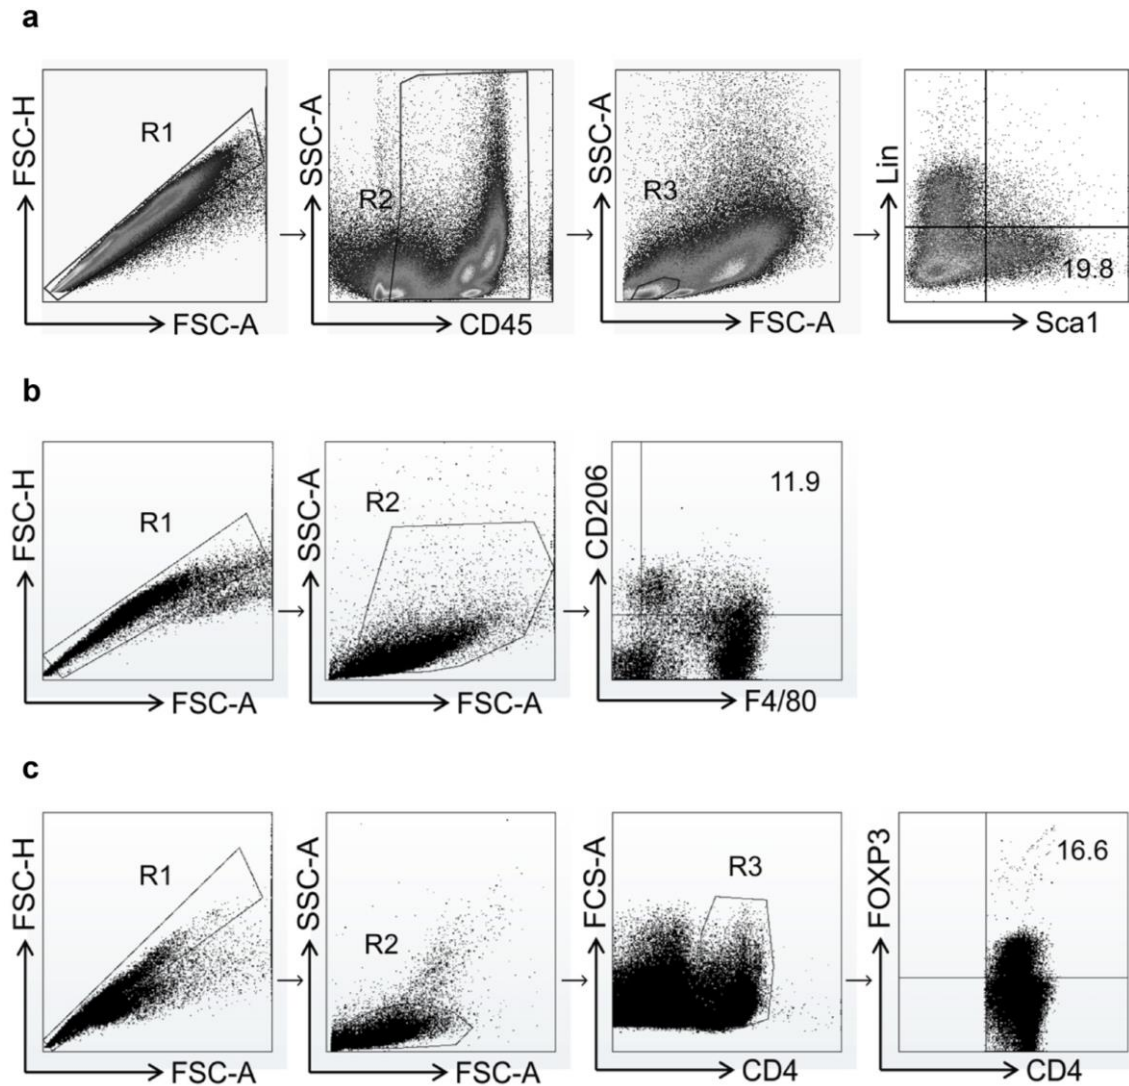 a
FSC-H
R1
FSC-A
SSC-A
R2
CD45
SSC-A
R3
FSC-A
Lin
19.8
Sca1
b
FSC-H
R1
FSC-A
SSC-A
R2
FSC-A
CD206
11.9
F4/80
c
FSC-H
R1
FSC-A
SSC-A
R2
FSC-A
FCS-A
R3
CD4
FOXP3
16.6
CD4